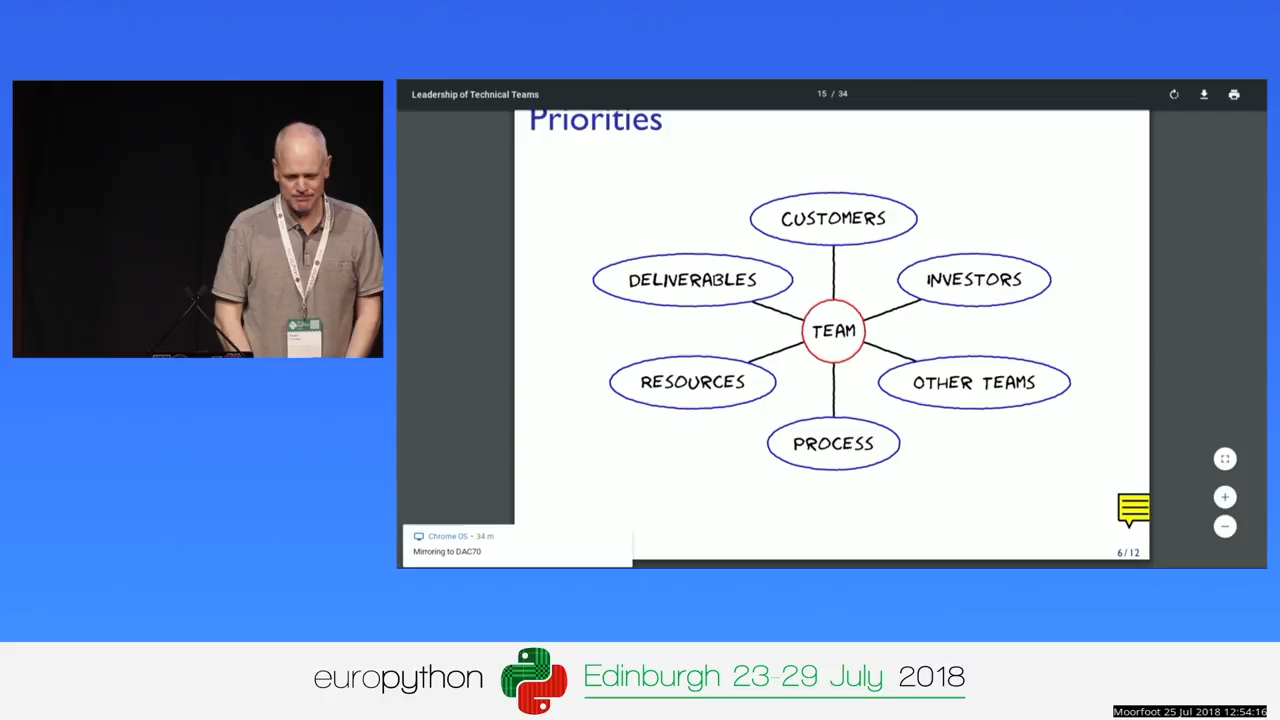 Leadership of Technical Teams
15 / 34
Priorities
CUSTOMERS
DELIVERABLES
INVESTORS
TEAM
RESOURCES
OTHER TEAMS
PROCESS
Chrome OS • 34 m
Mirroring to DAC70
6/12
europython
Edinburgh 23-29 July 2018
Moorfoot 25 Jul 2018 12:54:16